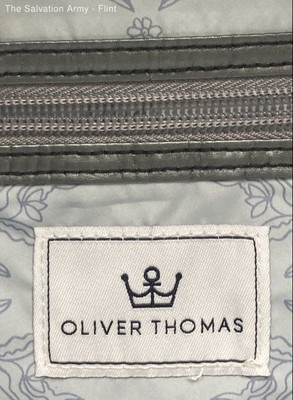 The Salvation Army - Flint
OLIVER THOMAS